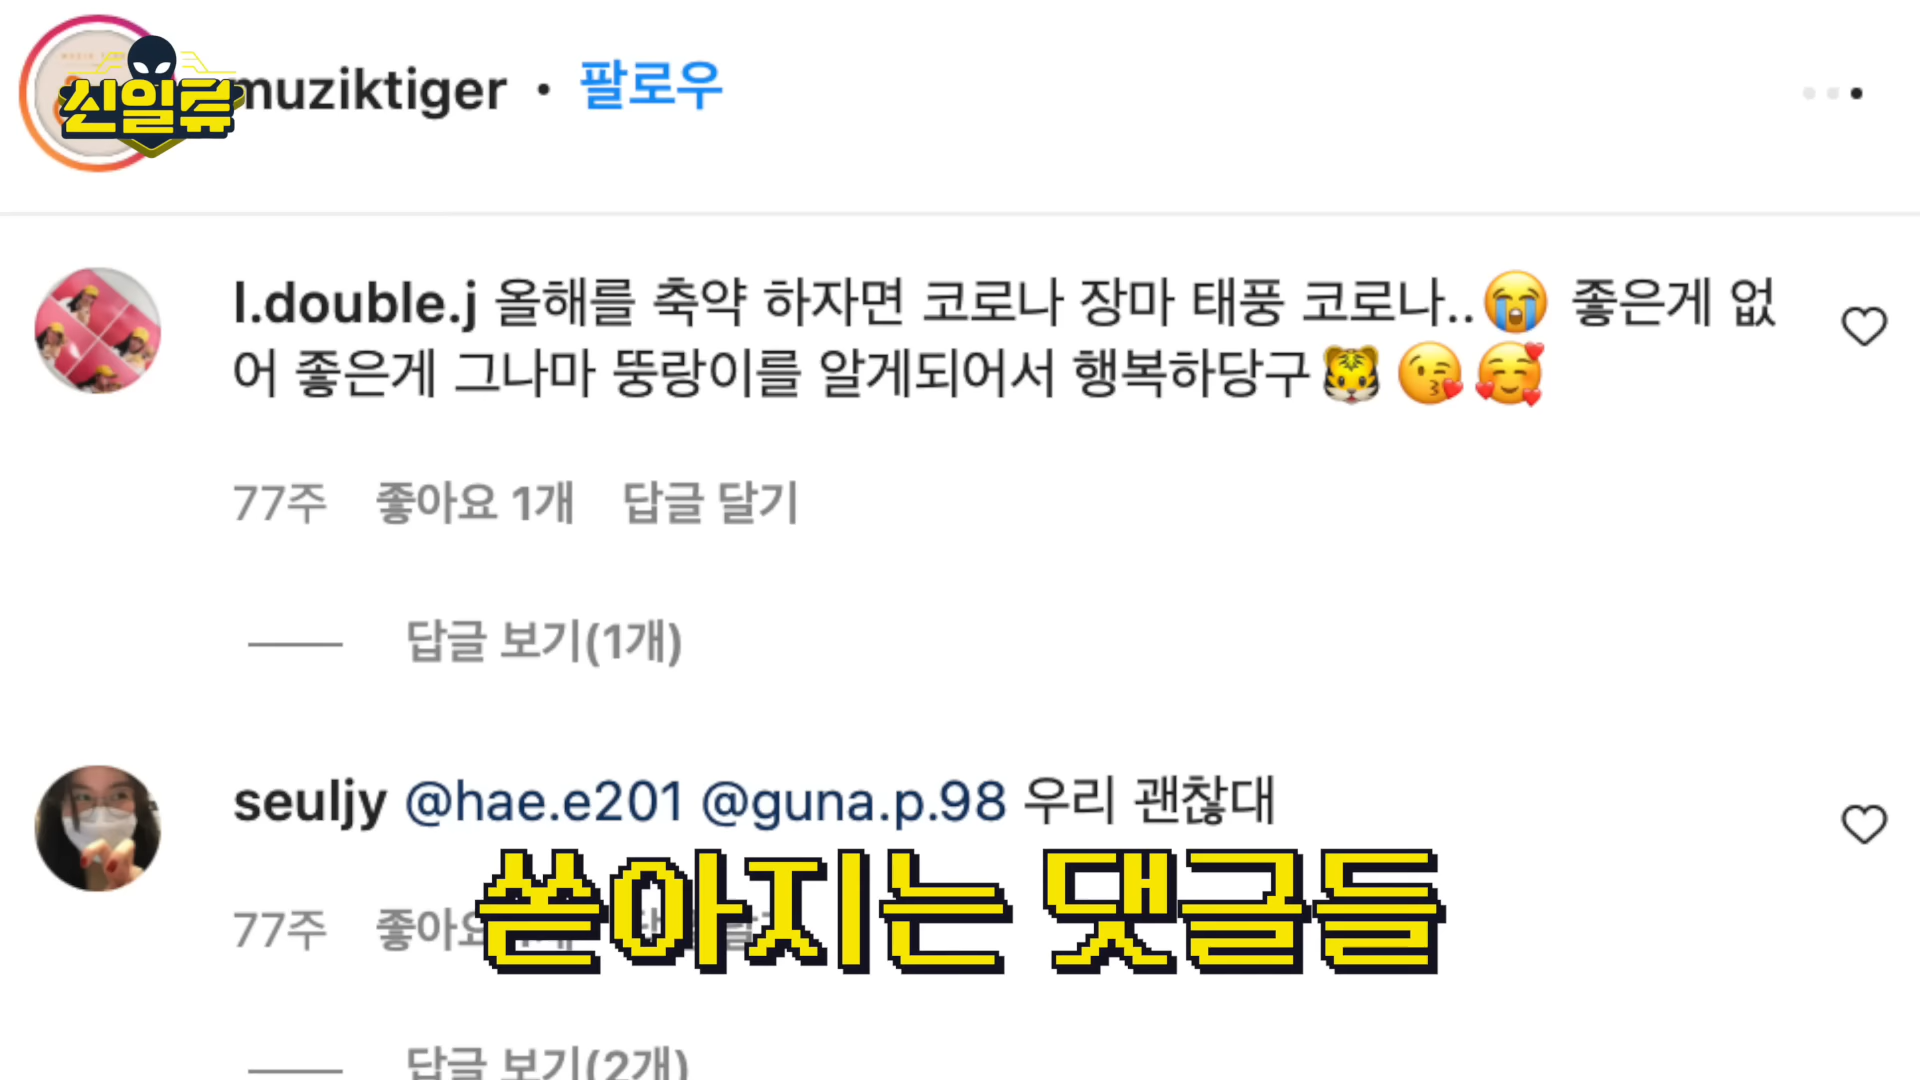 신일류
muziktiger • 팔로우
l.double.j 올해를 축약 하자면 코로나 장마 태풍 코로나..😭 좋은게 없
어 좋은게 그나마 뚱랑이를 알게되어서 행복하당구🐯 😘 🥰
77주 좋아요 1개 답글 달기
답글 보기(1개)
seuljy @hae.e201 @guna.p.98 우리 괜찮대
쏟아지는 댓글들
77주 좋아요
답글 보기(2개)